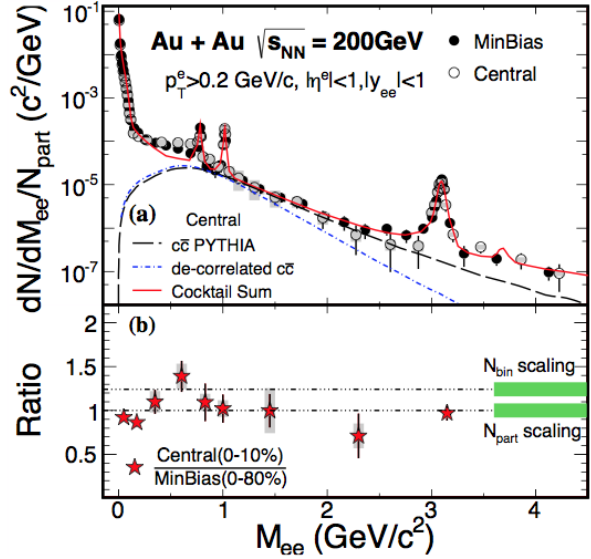 Au + Au √s_NN = 200GeV
p_T^e>0.2 GeV/c, |η^e|<1,|y_ee|<1
MinBias
Central
dN/dM_ee/N_part (c²/GeV)
10⁻¹
10⁻³
10⁻⁵
10⁻⁷
(a)
Central
cc̅ PYTHIA
de-correlated cc̅
Cocktail Sum
(b)
Ratio
2
1.5
1
0.5
N_bin scaling
N_part scaling
Central(0-10%)
MinBias(0-80%)
0
1
2
3
4
M_ee (GeV/c²)